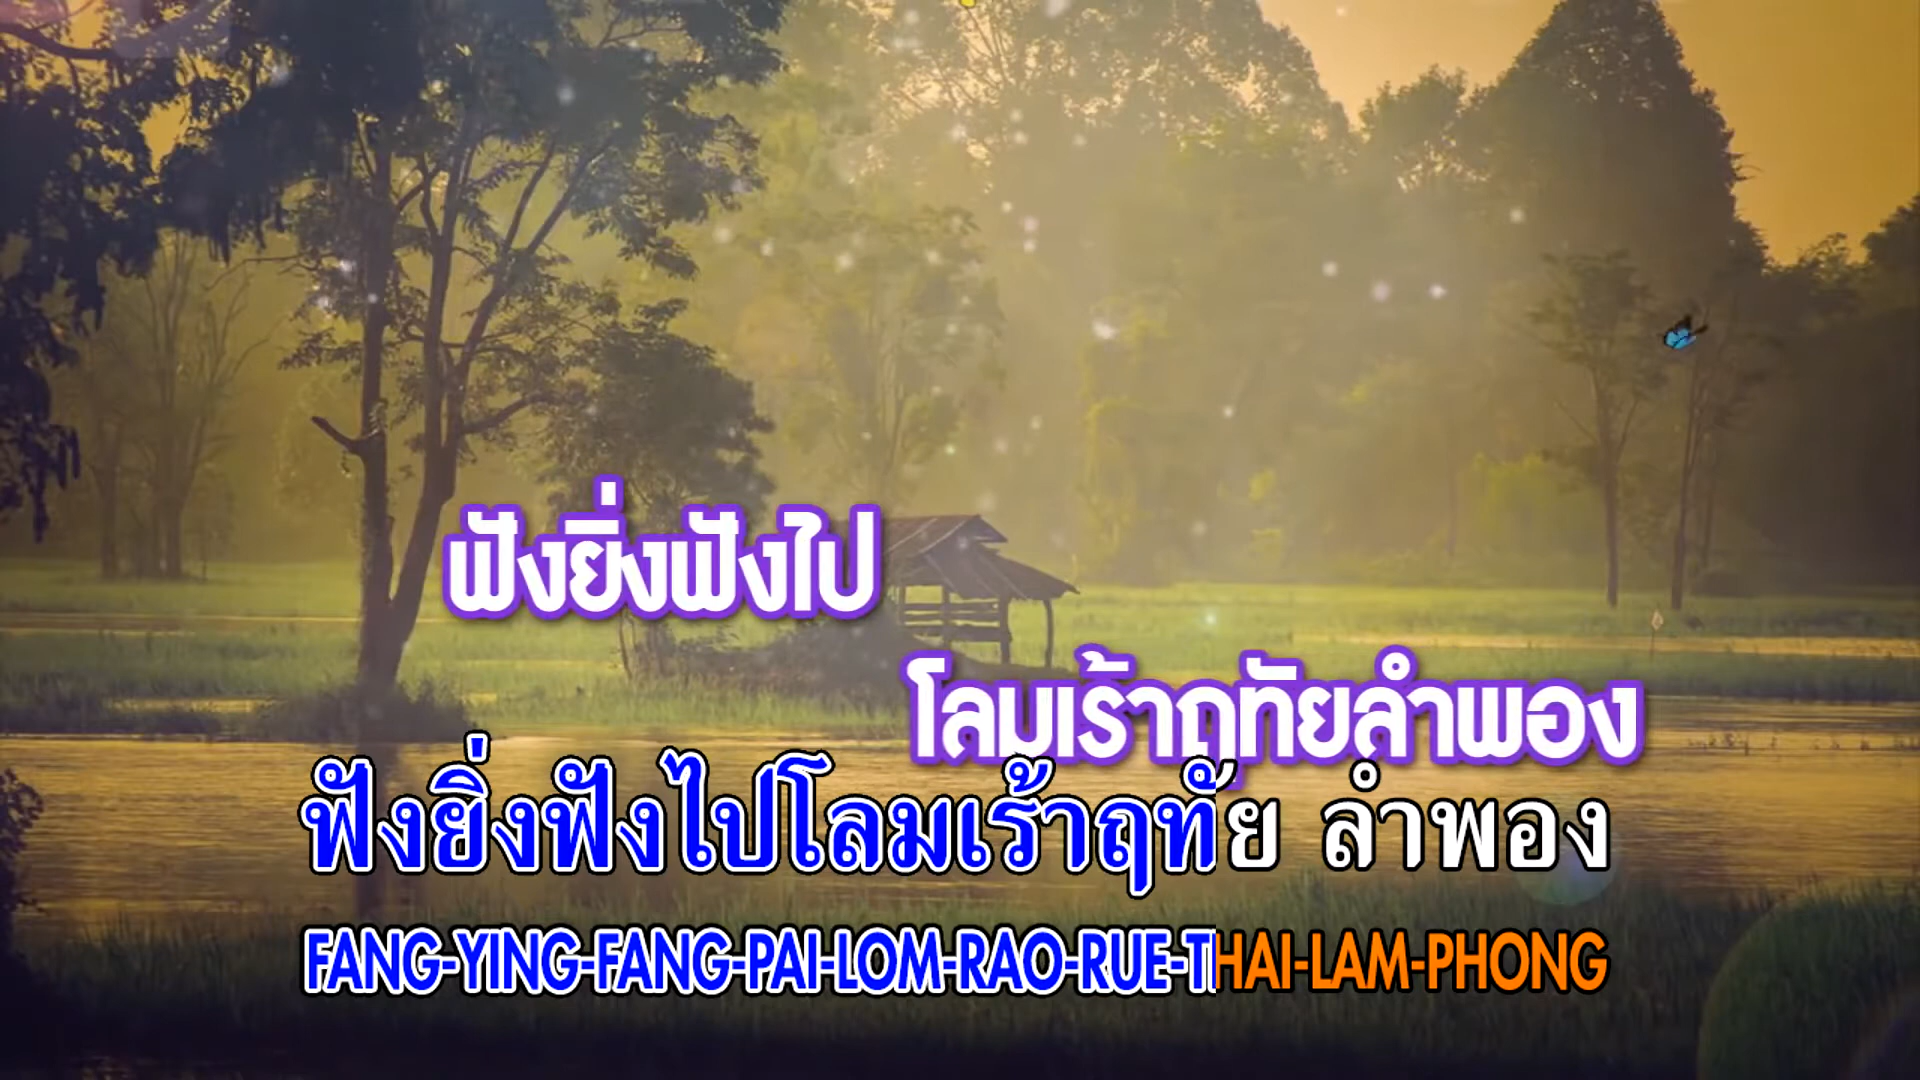 ฟังยิ่งฟังไป
โลมเร้าฤทัยลำพอง
ฟังยิ่งฟังไปโลมเร้าฤทัย ลำพอง
FANG-YING-FANG-PAI-LOM-RAO-RUE-THAI-LAM-PHONG